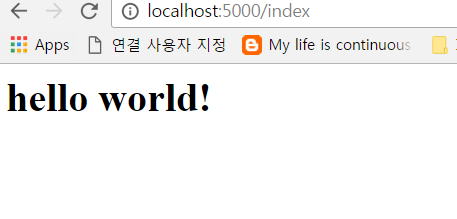 localhost:5000/index
Apps 연결 사용자 지정 My life is continuous
hello world!